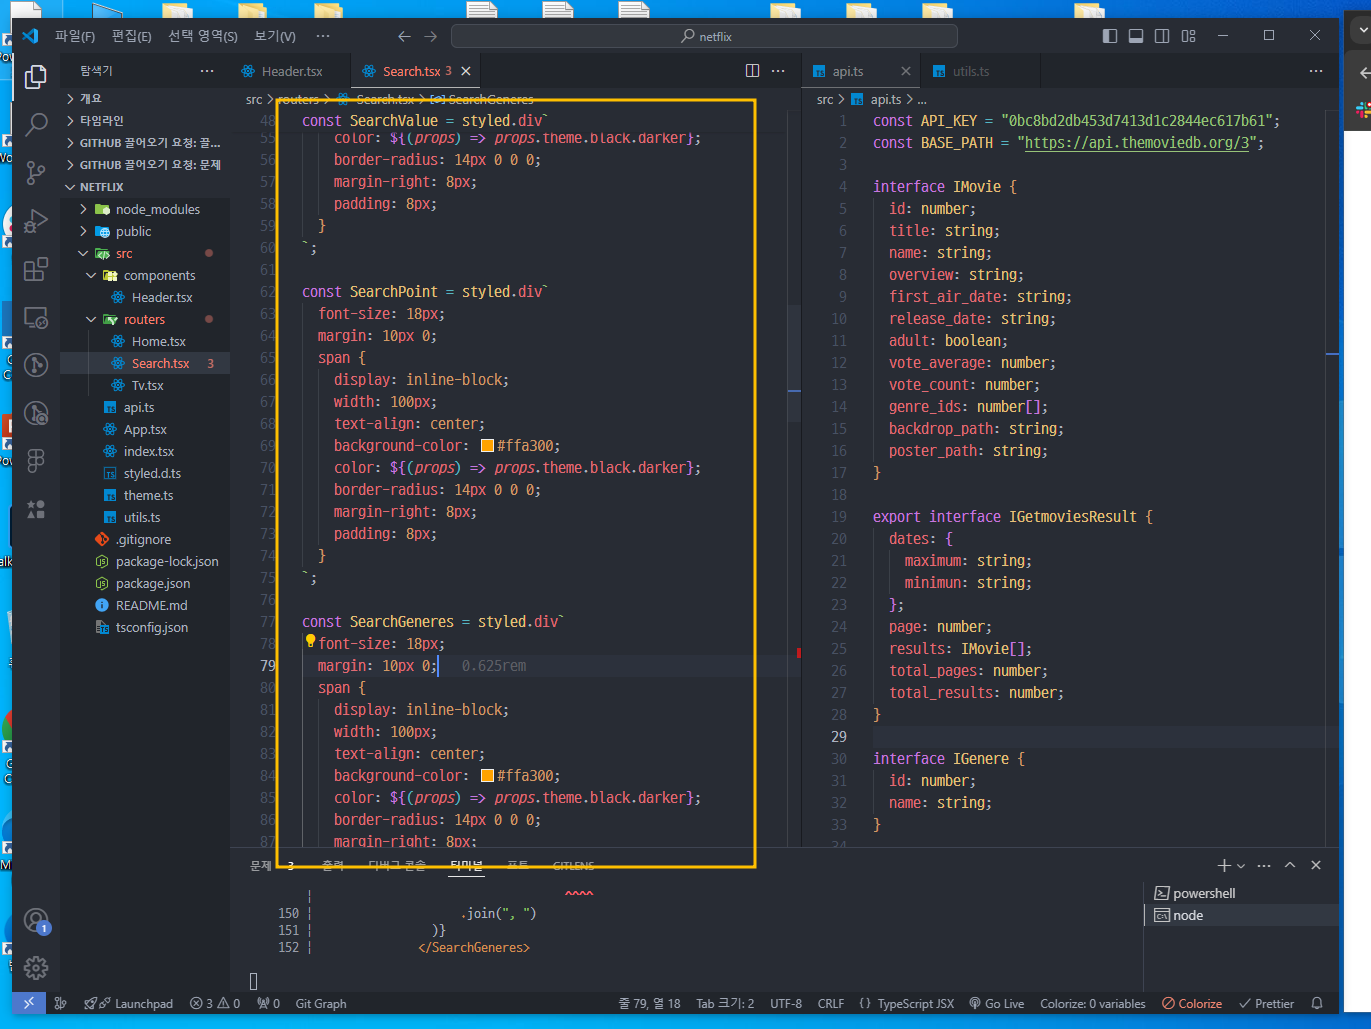 파일(F) 편집(E) 선택 영역(S) 보기(V) ··· netflix
탐색기 ···
개요
타임라인
GITHUB 끌어오기 요청: 끌...
GITHUB 끌어오기 요청: 문제
NETFLIX
node_modules
public
src
components
Header.tsx
routers
Home.tsx
Search.tsx 3
Tv.tsx
api.ts
App.tsx
index.tsx
styled.d.ts
theme.ts
utils.ts
.gitignore
package-lock.json
package.json
README.md
tsconfig.json
Header.tsx Search.tsx 3
src > routers > Search.tsx > SearchGeneres
48 const SearchValue = styled.div`
55 color: ${(props) => props.theme.black.darker};
56 border-radius: 14px 0 0 0;
57 margin-right: 8px;
58 padding: 8px;
59 }
60 `;
61
62 const SearchPoint = styled.div`
63 font-size: 18px;
64 margin: 10px 0;
65 span {
66 display: inline-block;
67 width: 100px;
68 text-align: center;
69 background-color: #ffa300;
70 color: ${(props) => props.theme.black.darker};
71 border-radius: 14px 0 0 0;
72 margin-right: 8px;
73 padding: 8px;
74 }
75 `;
76
77 const SearchGeneres = styled.div`
78 font-size: 18px;
79 margin: 10px 0; 0.625rem
80 span {
81 display: inline-block;
82 width: 100px;
83 text-align: center;
84 background-color: #ffa300;
85 color: ${(props) => props.theme.black.darker};
86 border-radius: 14px 0 0 0;
87 margin-right: 8px;
api.ts utils.ts ···
src > api.ts > ...
1 const API_KEY = "0bc8bd2db453d7413d1c2844ec617b61";
2 const BASE_PATH = "https://api.themoviedb.org/3";
3
4 interface IMovie {
5 id: number;
6 title: string;
7 name: string;
8 overview: string;
9 first_air_date: string;
10 release_date: string;
11 adult: boolean;
12 vote_average: number;
13 vote_count: number;
14 genre_ids: number[];
15 backdrop_path: string;
16 poster_path: string;
17 }
18
19 export interface IGetmoviesResult {
20 dates: {
21 maximum: string;
22 minimun: string;
23 };
24 page: number;
25 results: IMovie[];
26 total_pages: number;
27 total_results: number;
28 }
29
30 interface IGenere {
31 id: number;
32 name: string;
33 }
34
문제 3 출력 디버그 콘솔 터미널 포트 GITLENS
150 .join(", ")
151 )}
152 </SearchGeneres>
powershell
node
Launchpad 3 0 0 Git Graph 줄 79, 열 18 Tab 크기: 2 UTF-8 CRLF {} TypeScript JSX Go Live Colorize: 0 variables Colorize Prettier